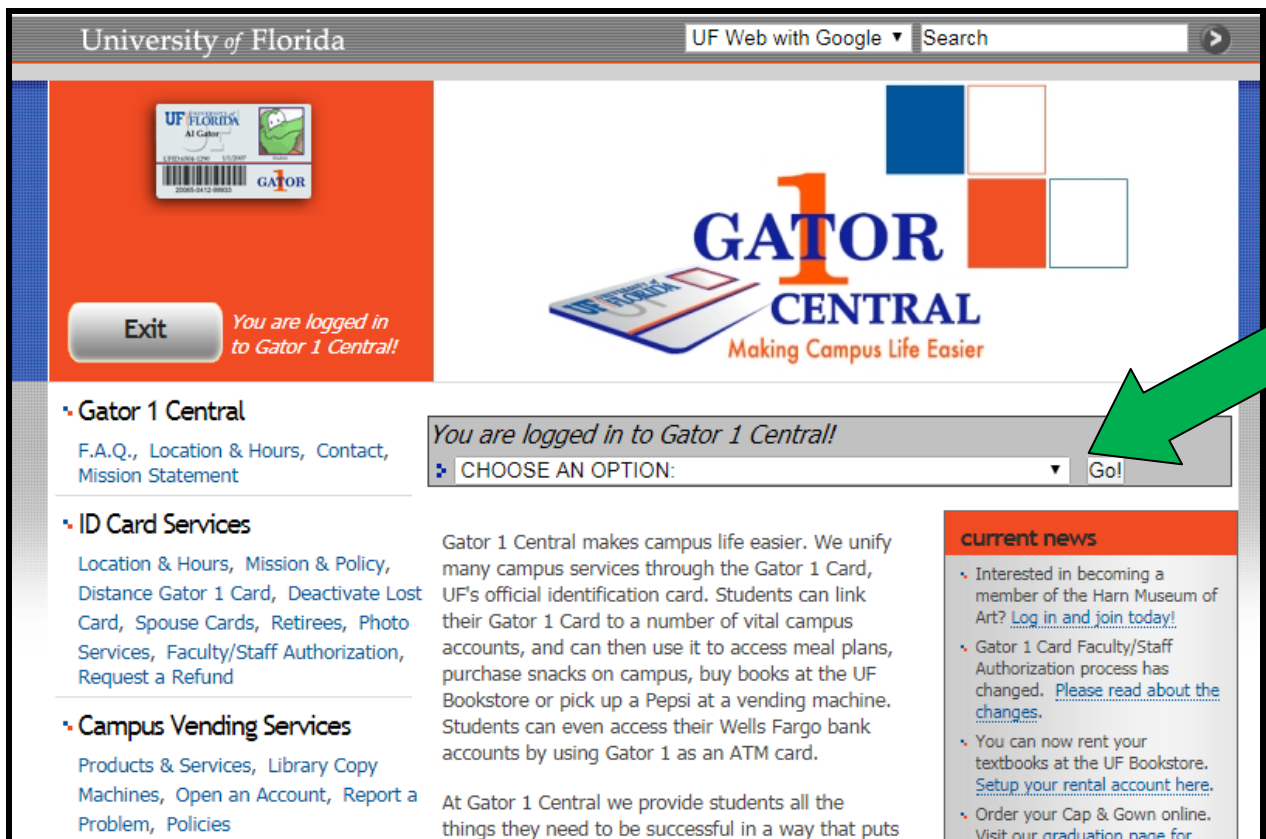 University of Florida
UF Web with Google
Search
UF UNIVERSITY of FLORIDA
Al Gator
GATOR 1
Exit
You are logged in
to Gator 1 Central!
GATOR 1
CENTRAL
Making Campus Life Easier
UF FLORIDA
Gator 1 Central
F.A.Q., Location & Hours, Contact,
Mission Statement
ID Card Services
Location & Hours, Mission & Policy,
Distance Gator 1 Card, Deactivate Lost
Card, Spouse Cards, Retirees, Photo
Services, Faculty/Staff Authorization,
Request a Refund
Campus Vending Services
Products & Services, Library Copy
Machines, Open an Account, Report a
Problem, Policies
You are logged in to Gator 1 Central!
CHOOSE AN OPTION:
Go!
Gator 1 Central makes campus life easier. We unify
many campus services through the Gator 1 Card,
UF's official identification card. Students can link
their Gator 1 Card to a number of vital campus
accounts, and can then use it to access meal plans,
purchase snacks on campus, buy books at the UF
Bookstore or pick up a Pepsi at a vending machine.
Students can even access their Wells Fargo bank
accounts by using Gator 1 as an ATM card.
At Gator 1 Central we provide students all the
things they need to be successful in a way that puts
current news
Interested in becoming a
member of the Harn Museum of
Art? Log in and join today!
Gator 1 Card Faculty/Staff
Authorization process has
changed. Please read about the
changes.
You can now rent your
textbooks at the UF Bookstore.
Setup your rental account here.
Order your Cap & Gown online.
Visit our graduation page for